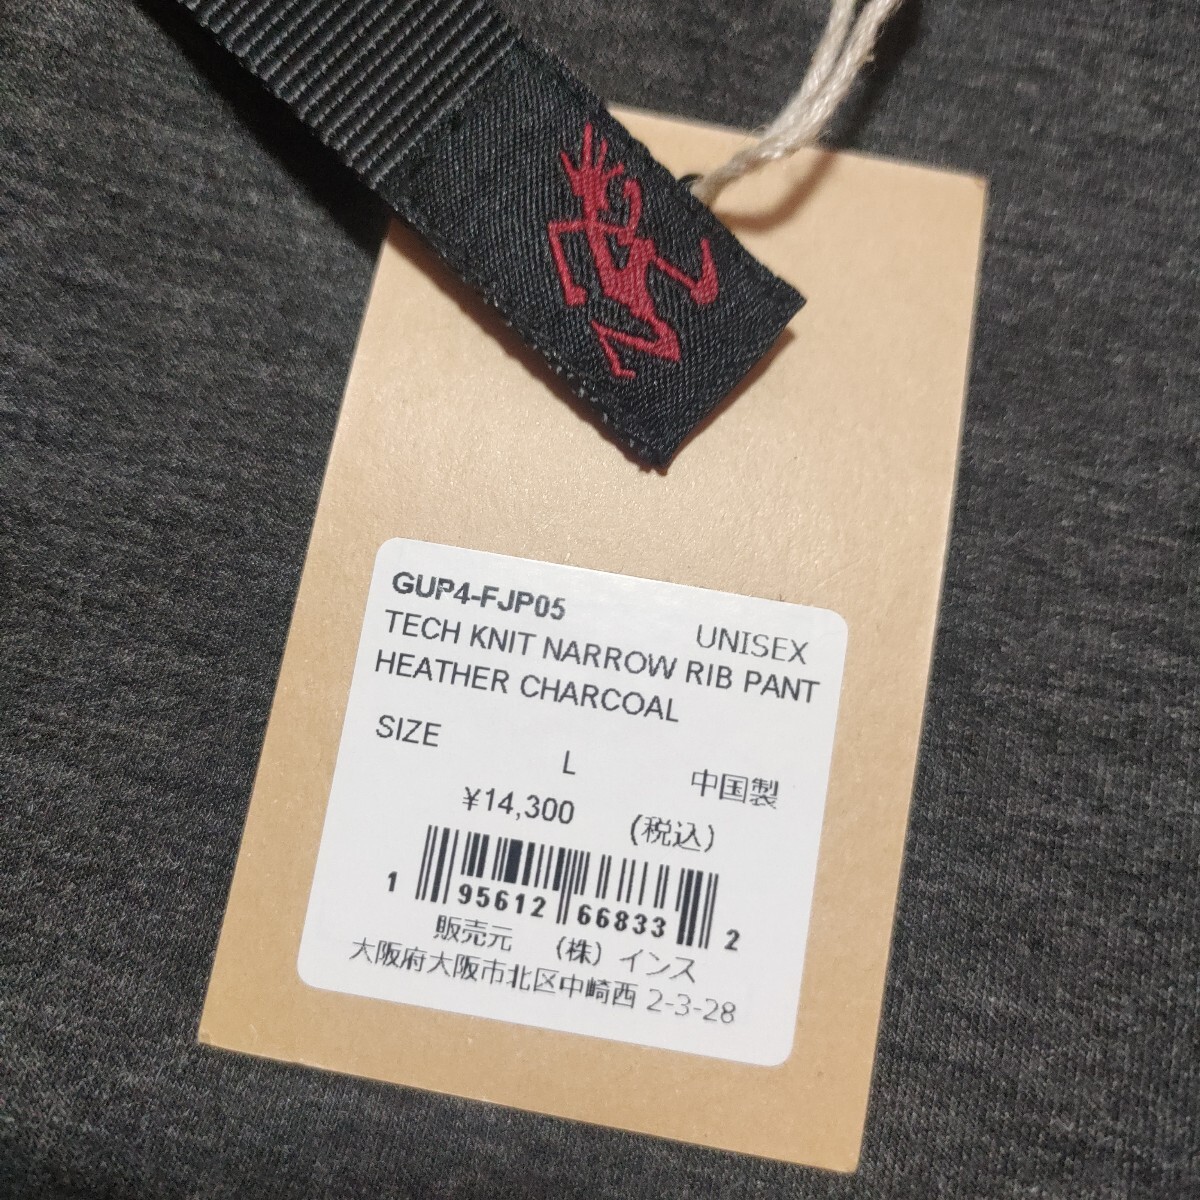 GUP4-FJP05
UNISEX
TECH KNIT NARROW RIB PANT
HEATHER CHARCOAL
SIZE
L
中国製
¥14,300 (税込)
1 95612 66833 2
販売元 (株) インス
大阪府大阪市北区中崎西 2-3-28